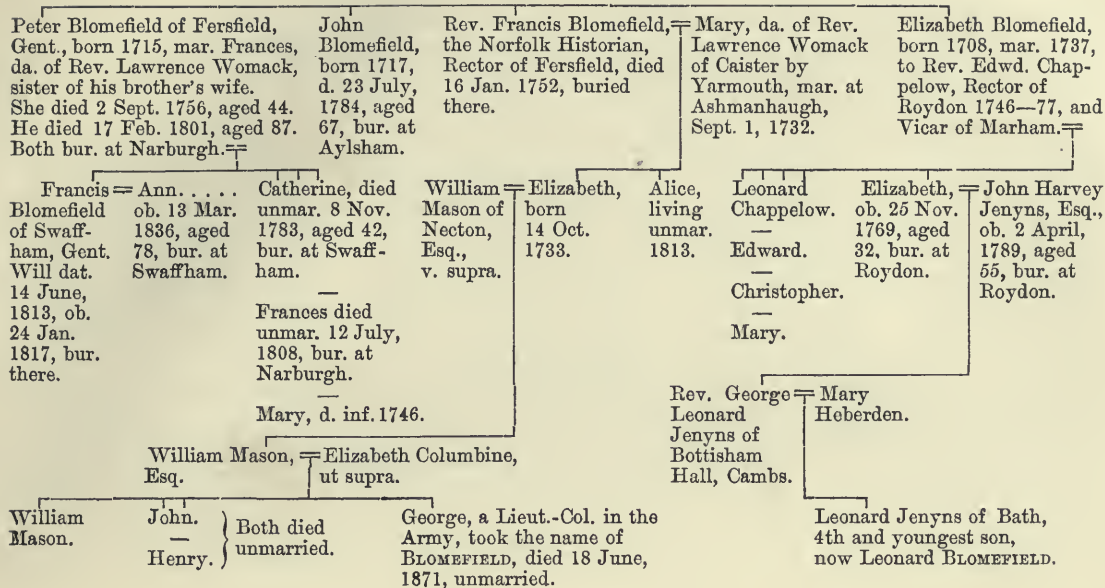 Peter Blomefield of Fersfield,
Gent., born 1715, mar. Frances,
da. of Rev. Lawrence Womack,
sister of his brother's wife.
She died 2 Sept. 1756, aged 44.
He died 17 Feb. 1801, aged 87.
Both bur. at Narburgh.=
John
Blomefield,
born 1717,
d. 23 July,
1784, aged
67, bur. at
Aylsham.
Rev. Francis Blomefield,=
the Norfolk Historian,
Rector of Fersfield, died
16 Jan. 1752, buried
there.
Mary, da. of Rev.
Lawrence Womack
of Caister by
Yarmouth, mar. at
Ashmanhaugh,
Sept. 1, 1732.
Elizabeth Blomefield,
born 1708, mar. 1737,
to Rev. Edwd. Chap-
pelow, Rector of
Roydon 1746—77, and
Vicar of Marham.=
Francis =
Blomefield
of Swaff-
ham, Gent.
Will dat.
14 June,
1813, ob.
24 Jan.
1817, bur.
there.
Ann.....
ob. 13 Mar.
1836, aged
78, bur. at
Swaffham.
Catherine, died
unmar. 8 Nov.
1783, aged 42,
bur. at Swaff-
ham.
—
Frances died
unmar. 12 July,
1808, bur. at
Narburgh.
—
Mary, d. inf. 1746.
William =
Mason of
Necton,
Esq.,
v. supra.
Elizabeth,
born
14 Oct.
1733.
Alice,
living
unmar.
1813.
Leonard
Chappelow.
—
Edward.
—
Christopher.
—
Mary.
Elizabeth, =
ob. 25 Nov.
1769, aged
32, bur. at
Roydon.
John Harvey
Jenyns, Esq.,
ob. 2 April,
1789, aged
55, bur. at
Roydon.
Rev. George =
Leonard
Jenyns of
Bottisham
Hall, Cambs.
Mary
Heberden.
William Mason, =
Esq.
Elizabeth Columbine,
ut supra.
William
Mason.
John.
—
Henry.
} Both died
unmarried.
George, a Lieut.-Col. in the
Army, took the name of
BLOMEFIELD, died 18 June,
1871, unmarried.
Leonard Jenyns of Bath,
4th and youngest son,
now Leonard BLOMEFIELD.